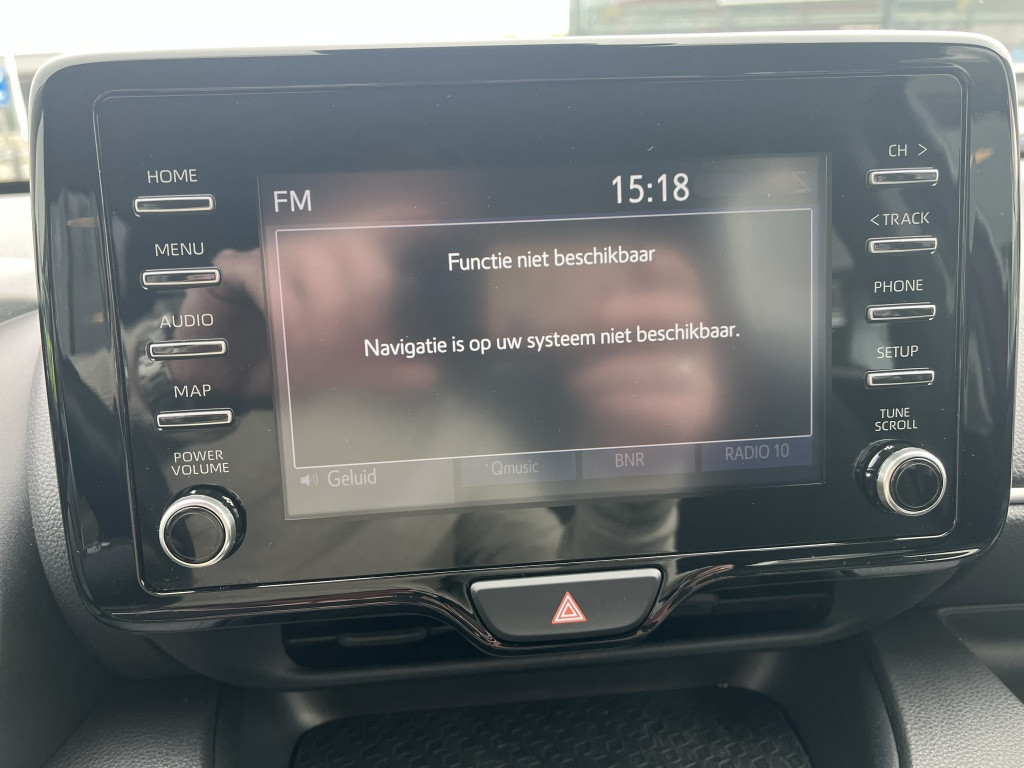 HOME
MENU
AUDIO
MAP
POWER
VOLUME
FM
15:18
Functie niet beschikbaar
Navigatie is op uw systeem niet beschikbaar.
Geluid
Qmusic
BNR
RADIO 10
CH >
< TRACK
PHONE
SETUP
TUNE
SCROLL